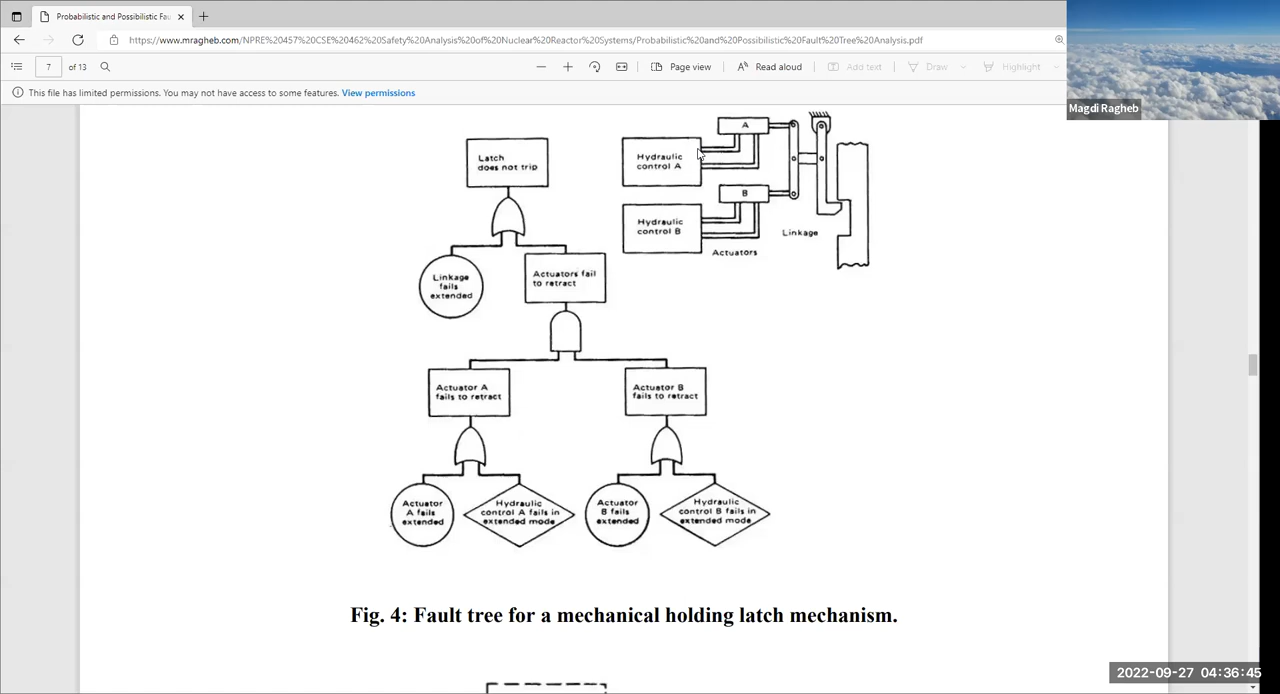 Probabilistic and Possibilistic Fau
https://www.mragheb.com/NPRE%20457%20CSE%20462%20Safety%20Analysis%20of%20Nuclear%20Reactor%20Systems/Probabilistic%20and%20Possibilistic%20Fault%20Tree%20Analysis.pdf
7 of 13
Page view
Read aloud
Add text
Draw
Highlight
This file has limited permissions. You may not have access to some features. View permissions
Magdi Ragheb
Latch
does not trip
Hydraulic
control A
A
B
Hydraulic
control B
Actuators
Linkage
Linkage
fails
extended
Actuators fail
to retract
Actuator A
fails to retract
Actuator B
fails to retract
Actuator
A fails
extended
Hydraulic
control A fails in
extended mode
Actuator
B fails
extended
Hydraulic
control B fails in
extended mode
Fig. 4: Fault tree for a mechanical holding latch mechanism.
2022-09-27 04:36:45